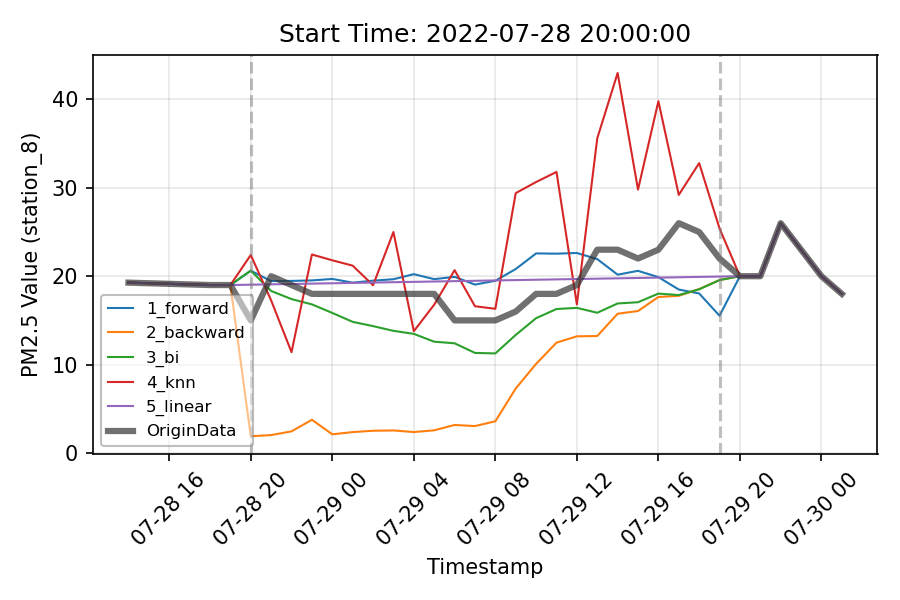 Start Time: 2022-07-28 20:00:00
PM2.5 Value (station_8)
40
30
20
10
0
1_forward
2_backward
3_bi
4_knn
5_linear
OriginData
07-28 16
07-28 20
07-29 00
07-29 04
07-29 08
07-29 12
07-29 16
07-29 20
07-30 00
Timestamp